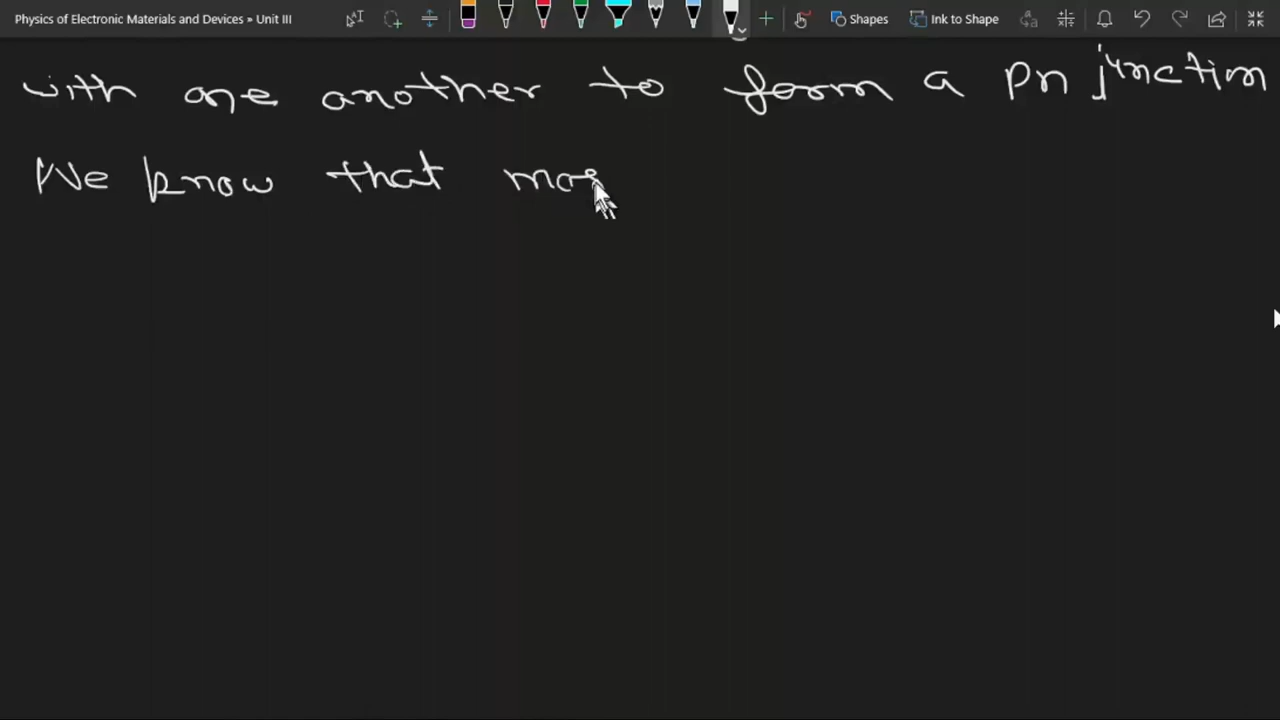 Physics of Electronic Materials and Devices » Unit III
Shapes
Ink to Shape
with one another to form a pn junction
We know that mos